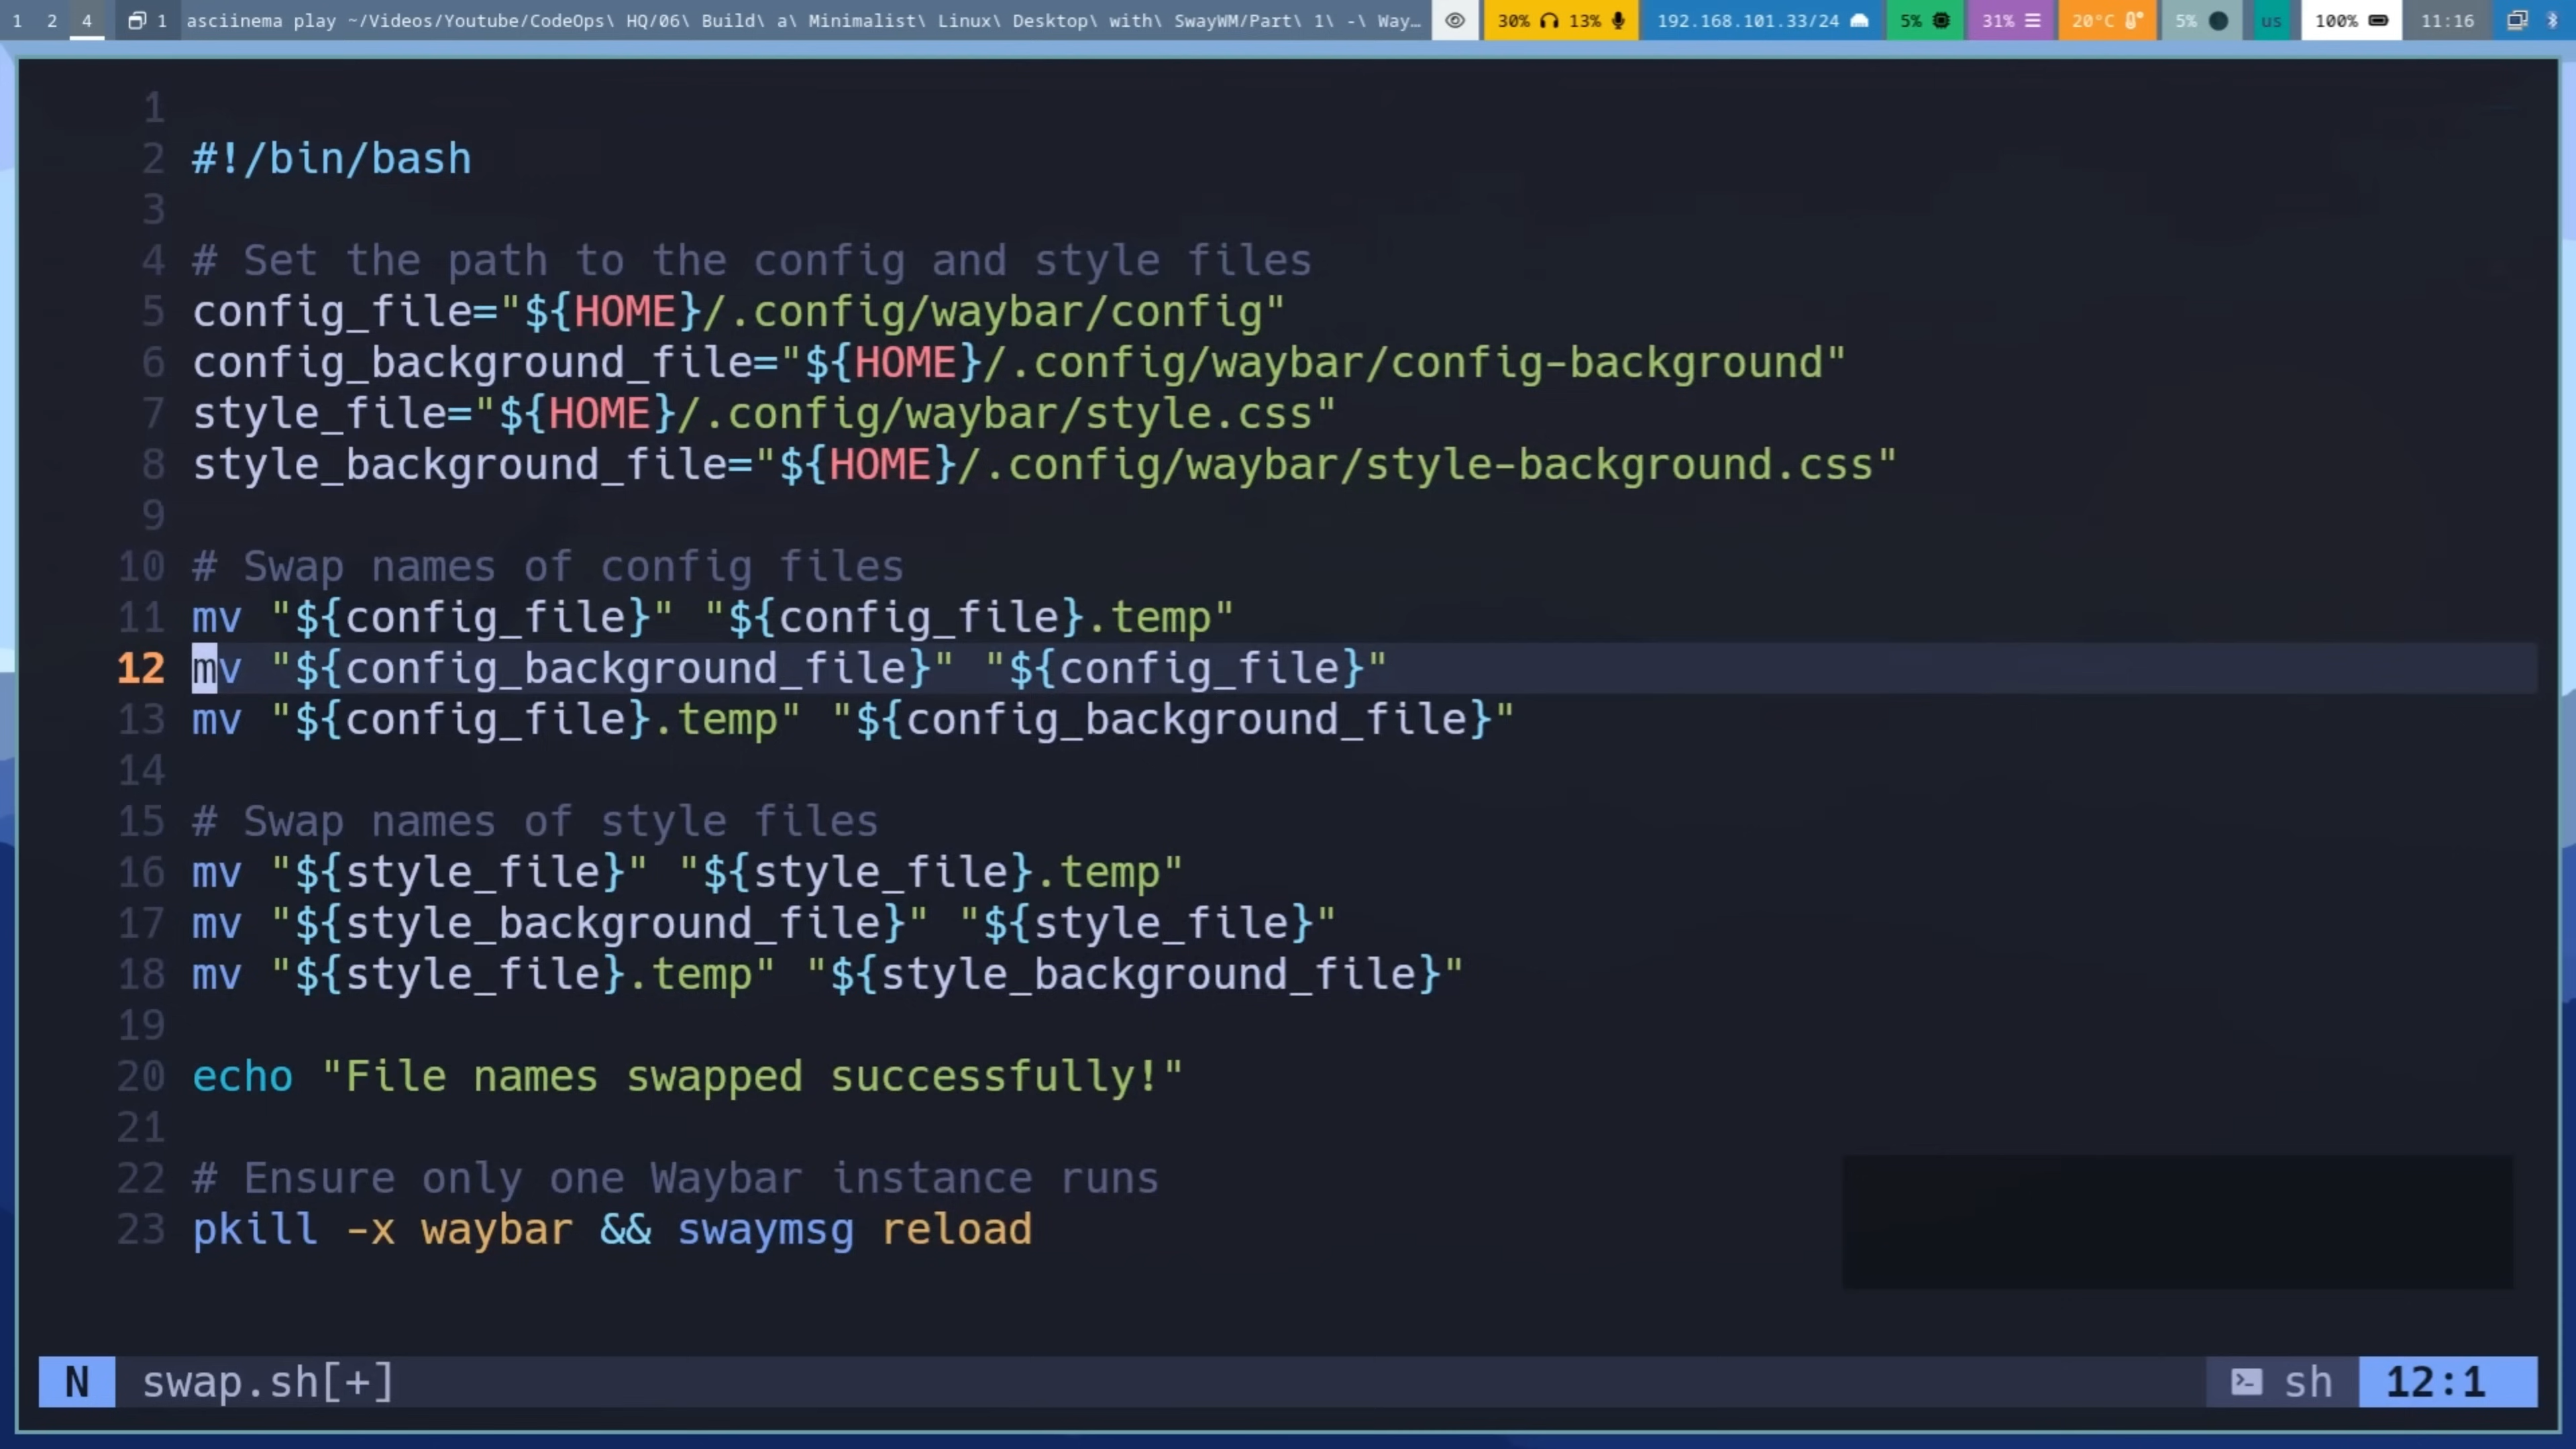 1 2 4 1 asciinema play ~/Videos/Youtube/CodeOps\ HQ/06\ Build\ a\ Minimalist\ Linux\ Desktop\ with\ SwayWM/Part\ 1\ -\ Way… 30% 13% 192.168.101.33/24 5% 31% 20°C 5% us 100% 11:16
1
2 #!/bin/bash
3
4 # Set the path to the config and style files
5 config_file="${HOME}/.config/waybar/config"
6 config_background_file="${HOME}/.config/waybar/config-background"
7 style_file="${HOME}/.config/waybar/style.css"
8 style_background_file="${HOME}/.config/waybar/style-background.css"
9
10 # Swap names of config files
11 mv "${config_file}" "${config_file}.temp"
12 mv "${config_background_file}" "${config_file}"
13 mv "${config_file}.temp" "${config_background_file}"
14
15 # Swap names of style files
16 mv "${style_file}" "${style_file}.temp"
17 mv "${style_background_file}" "${style_file}"
18 mv "${style_file}.temp" "${style_background_file}"
19
20 echo "File names swapped successfully!"
21
22 # Ensure only one Waybar instance runs
23 pkill -x waybar && swaymsg reload
N swap.sh[+] sh 12:1